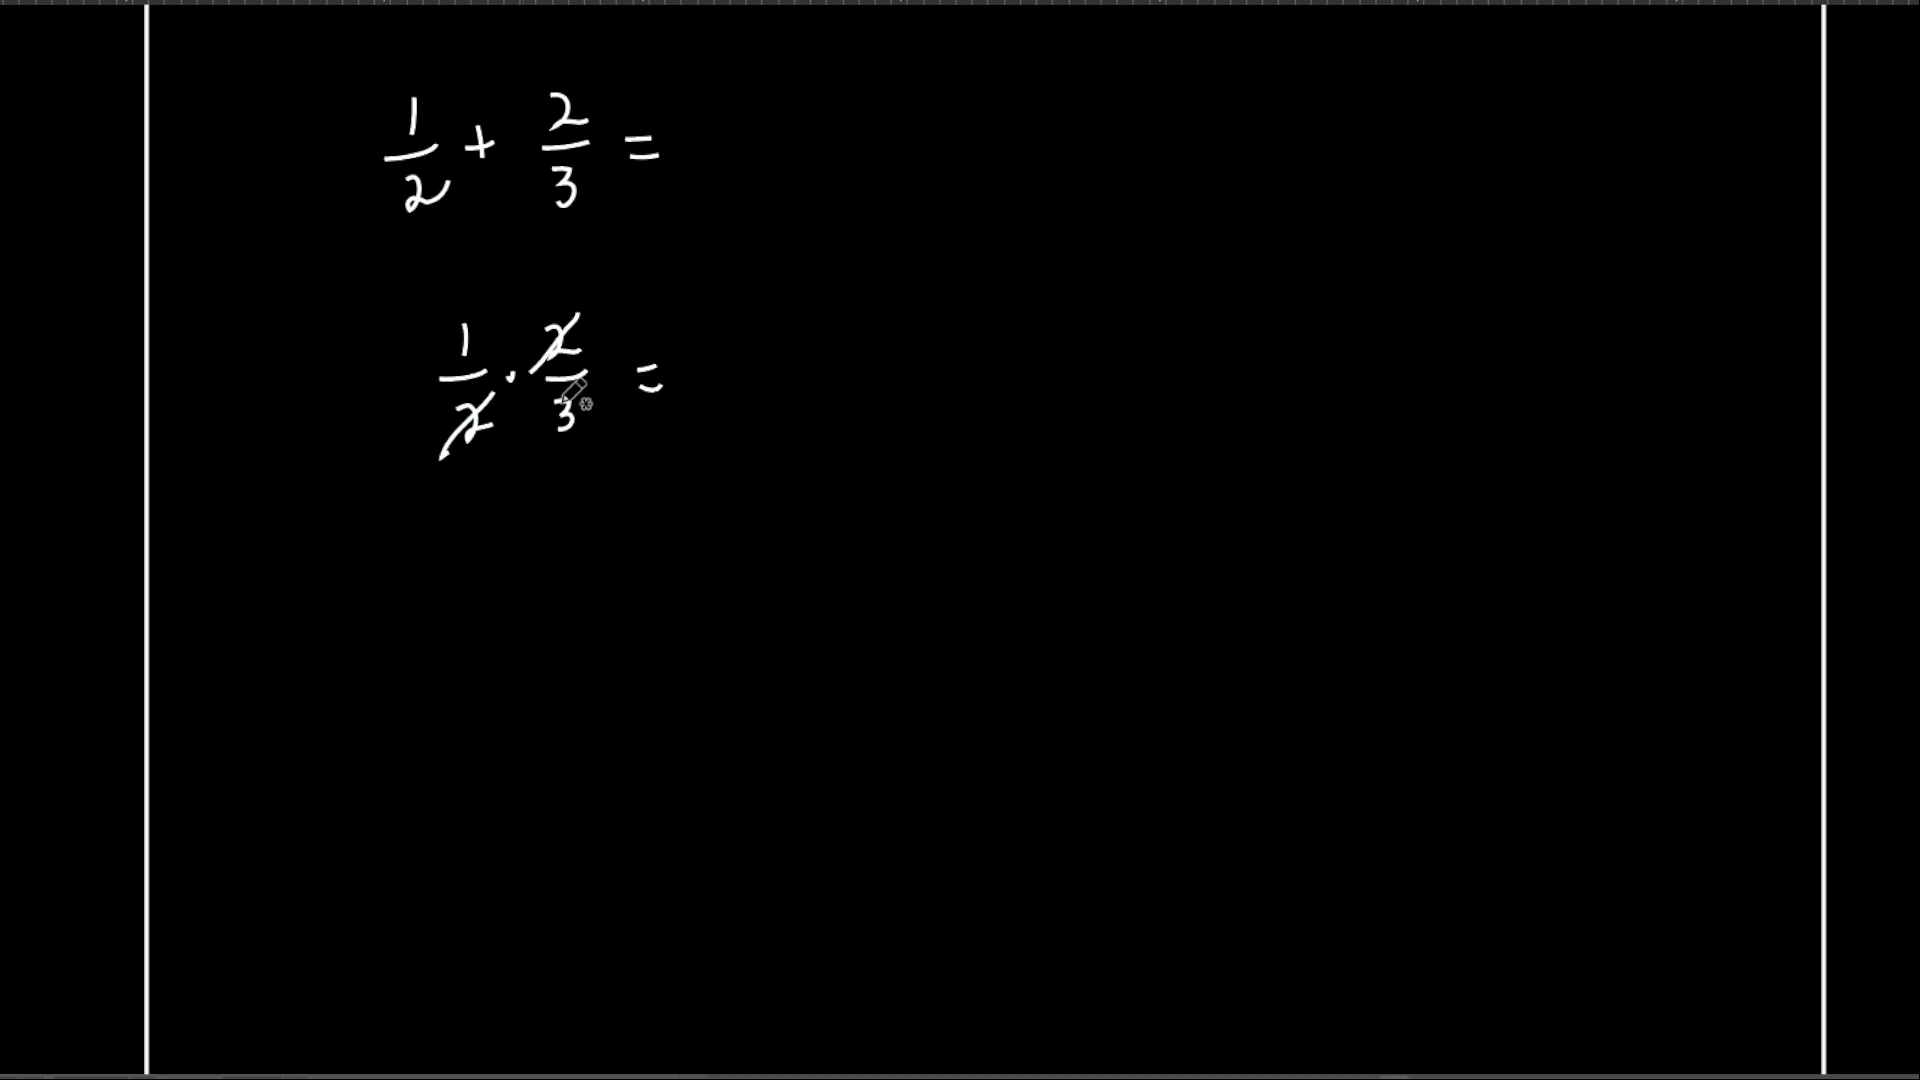 1/2 + 2/3 =
1/2 · 2/3 =